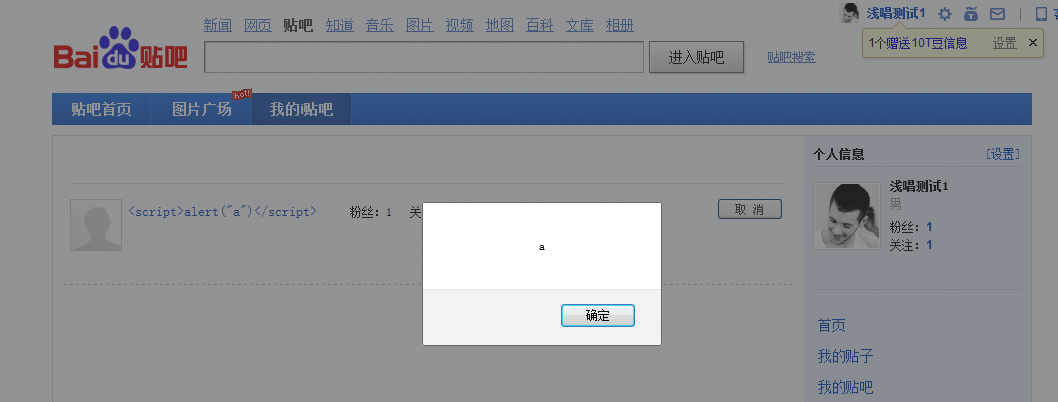 浅唱测试1
新闻 网页 贴吧 知道 音乐 图片 视频 地图 百科 文库 相册
1个赠送10T豆信息 设置 ×
Bai du 贴吧
进入贴吧 贴吧搜索
hot!
贴吧首页 图片广场 我的i贴吧
个人信息 [设置]
浅唱测试1
男
粉丝: 1
关注: 1
<script>alert("a")</script> 粉丝: 1 关
取 消
a
确定
首页
我的贴子
我的贴吧